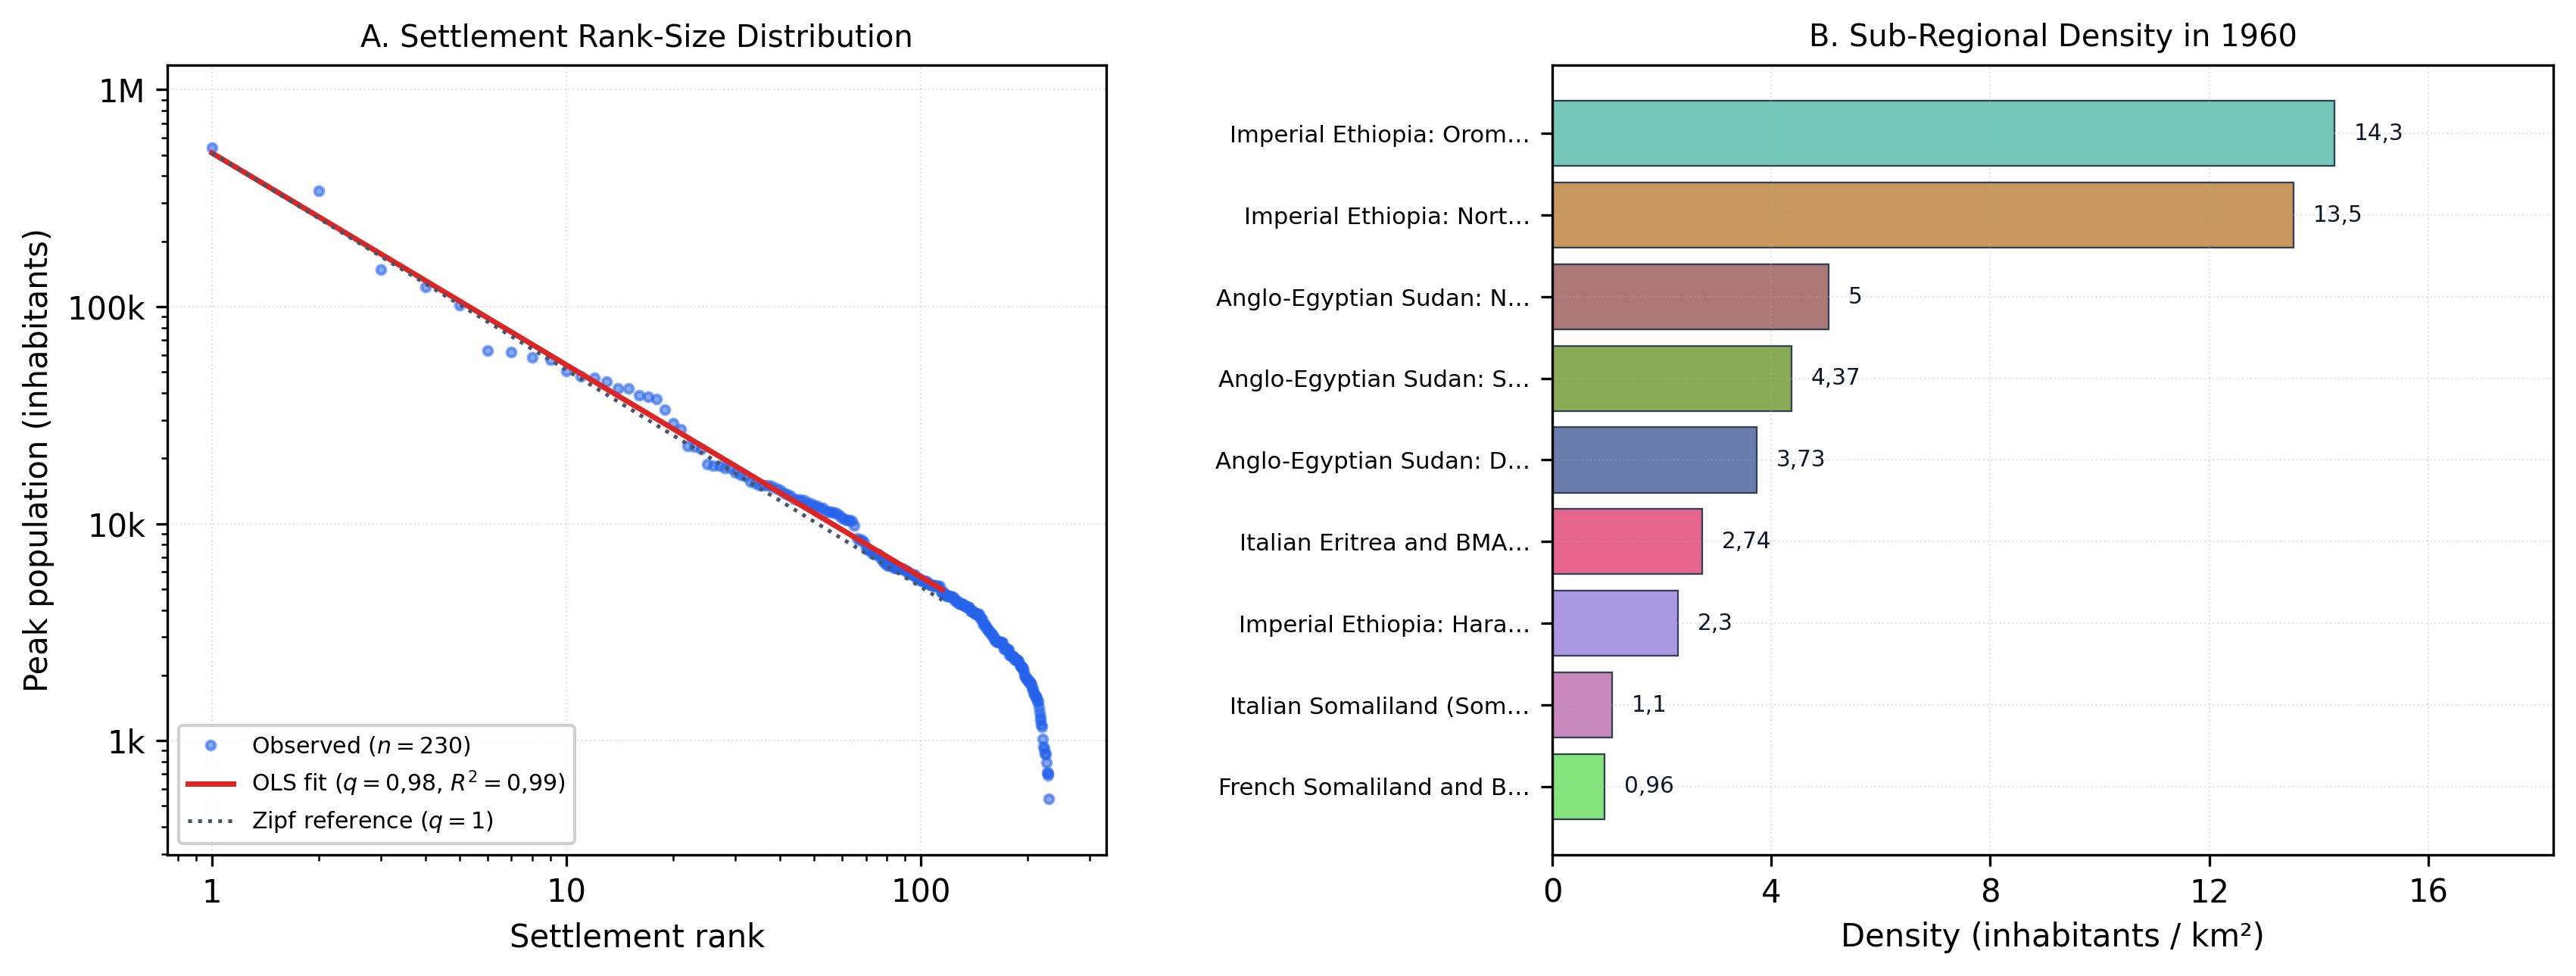 A. Settlement Rank-Size Distribution
Peak population (inhabitants)
1M
100k
10k
1k
Observed (n = 230)
OLS fit (q = 0,98, R² = 0,99)
Zipf reference (q = 1)
1 10 100
Settlement rank
B. Sub-Regional Density in 1960
Imperial Ethiopia: Orom... 14,3
Imperial Ethiopia: Nort... 13,5
Anglo-Egyptian Sudan: N... 5
Anglo-Egyptian Sudan: S... 4,37
Anglo-Egyptian Sudan: D... 3,73
Italian Eritrea and BMA... 2,74
Imperial Ethiopia: Hara... 2,3
Italian Somaliland (Som... 1,1
French Somaliland and B... 0,96
0 4 8 12 16
Density (inhabitants / km²)